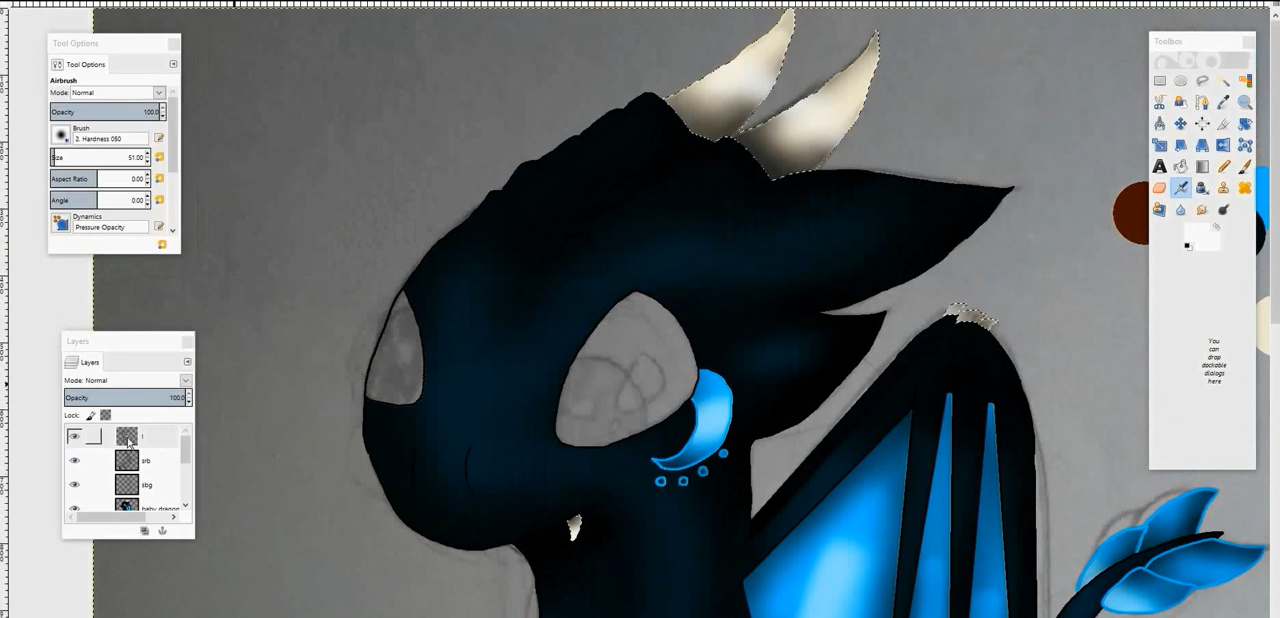 Tool Options
Tool Options
Airbrush
Mode: Normal
Opacity 100.0
Brush
2. Hardness 050
Size 51.00
Aspect Ratio 0.00
Angle 0.00
Dynamics
Pressure Opacity
Layers
Layers
Mode: Normal
Opacity 100.0
Lock:
l
srb
sbg
baby dragon
Toolbox
You
can
drop
dockable
dialogs
here